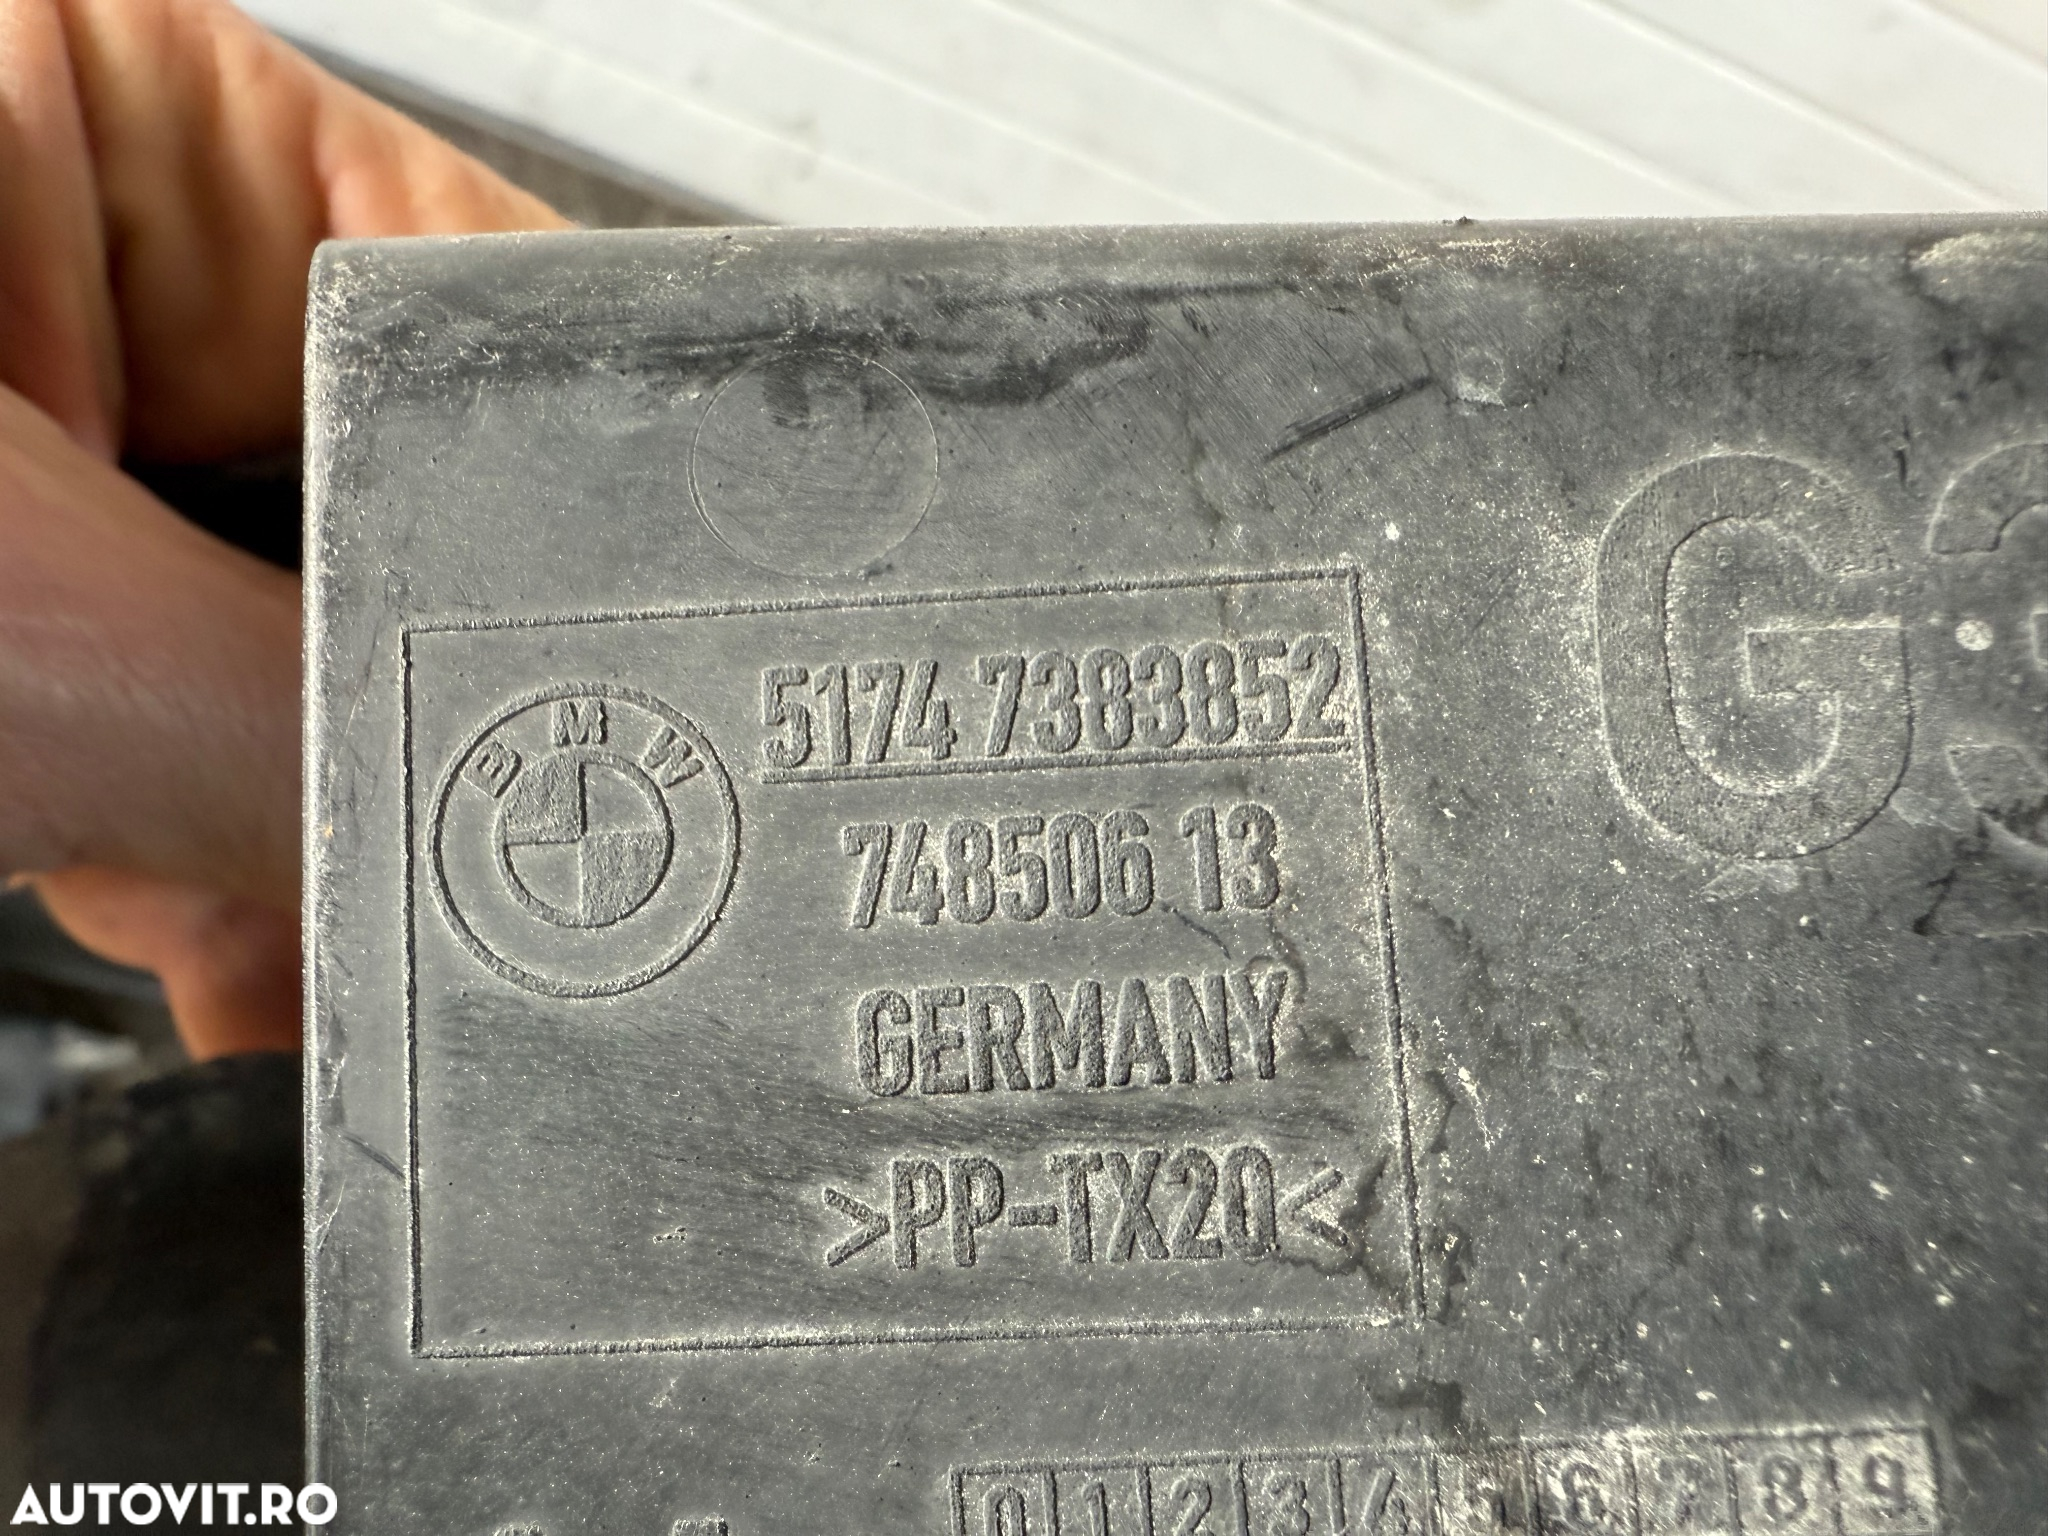 G3
BMW
5174 7383852
748506 13
GERMANY
>PP-TX20<
0 1 2 3 4 5 6 7 8 9
AUTOVIT.RO